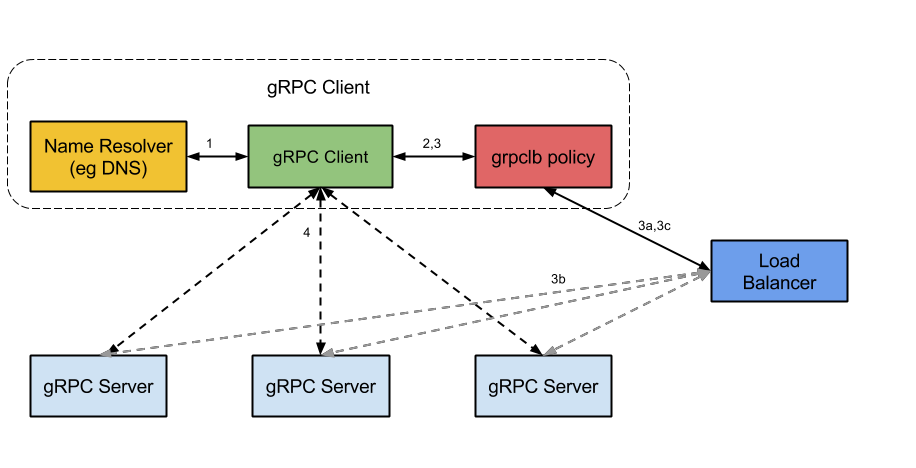 gRPC Client
Name Resolver
(eg DNS)
1
gRPC Client
2,3
grpclb policy
4
3a,3c
3b
Load
Balancer
gRPC Server
gRPC Server
gRPC Server